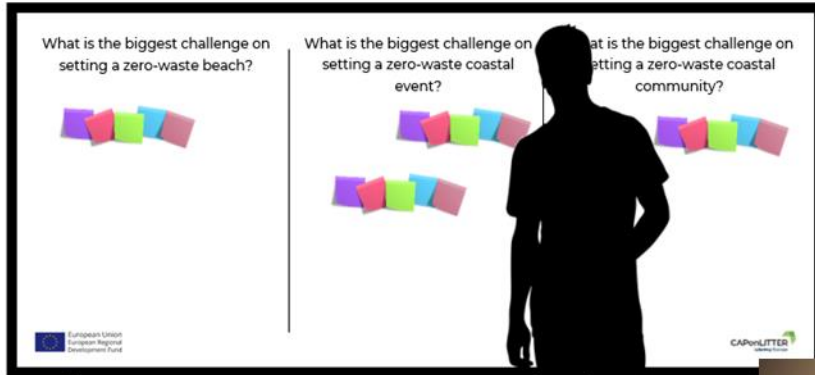 What is the biggest challenge on
setting a zero-waste beach?
What is the biggest challenge on
setting a zero-waste coastal
event?
at is the biggest challenge on
etting a zero-waste coastal
community?
European Union
European Regional
Development Fund
CAPonLITTER
Interreg Europe